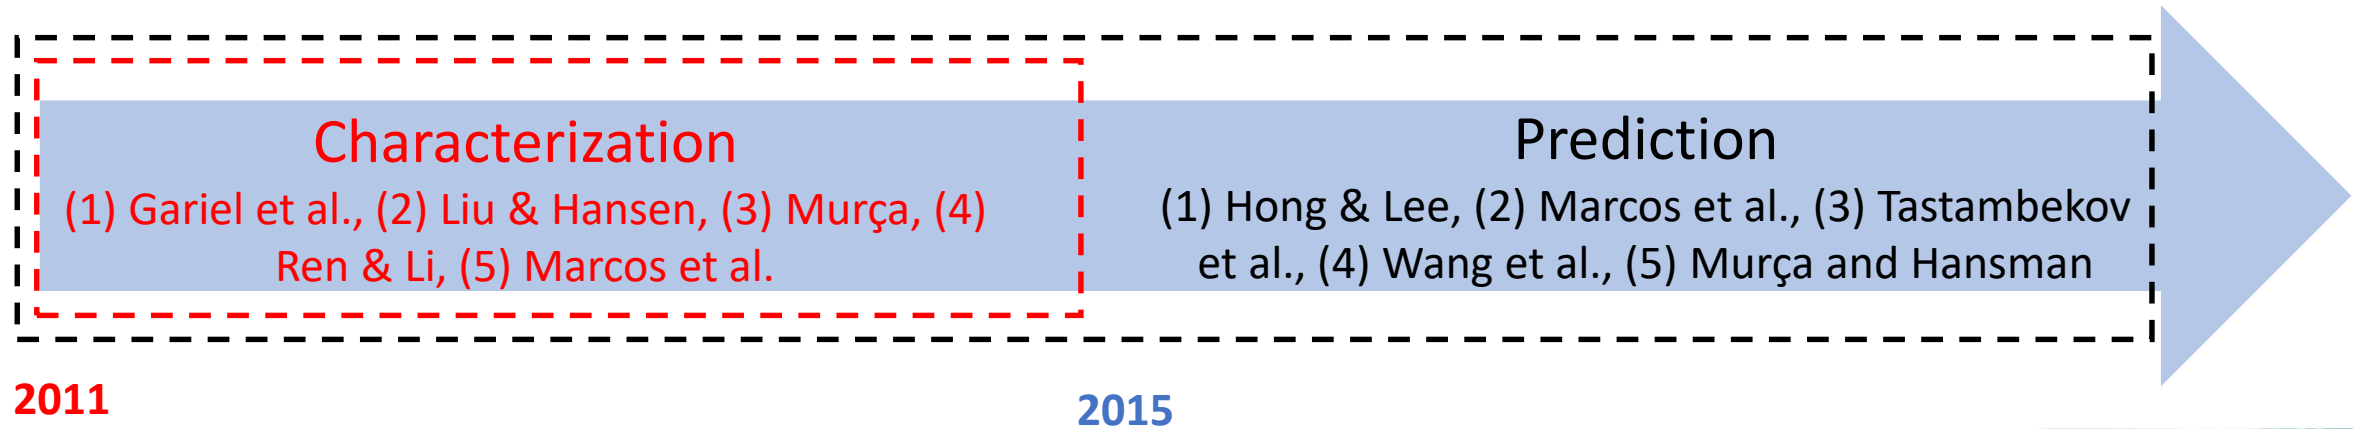 Characterization
(1) Gariel et al., (2) Liu & Hansen, (3) Murça, (4)
Ren & Li, (5) Marcos et al.
Prediction
(1) Hong & Lee, (2) Marcos et al., (3) Tastambekov
et al., (4) Wang et al., (5) Murça and Hansman
2011
2015